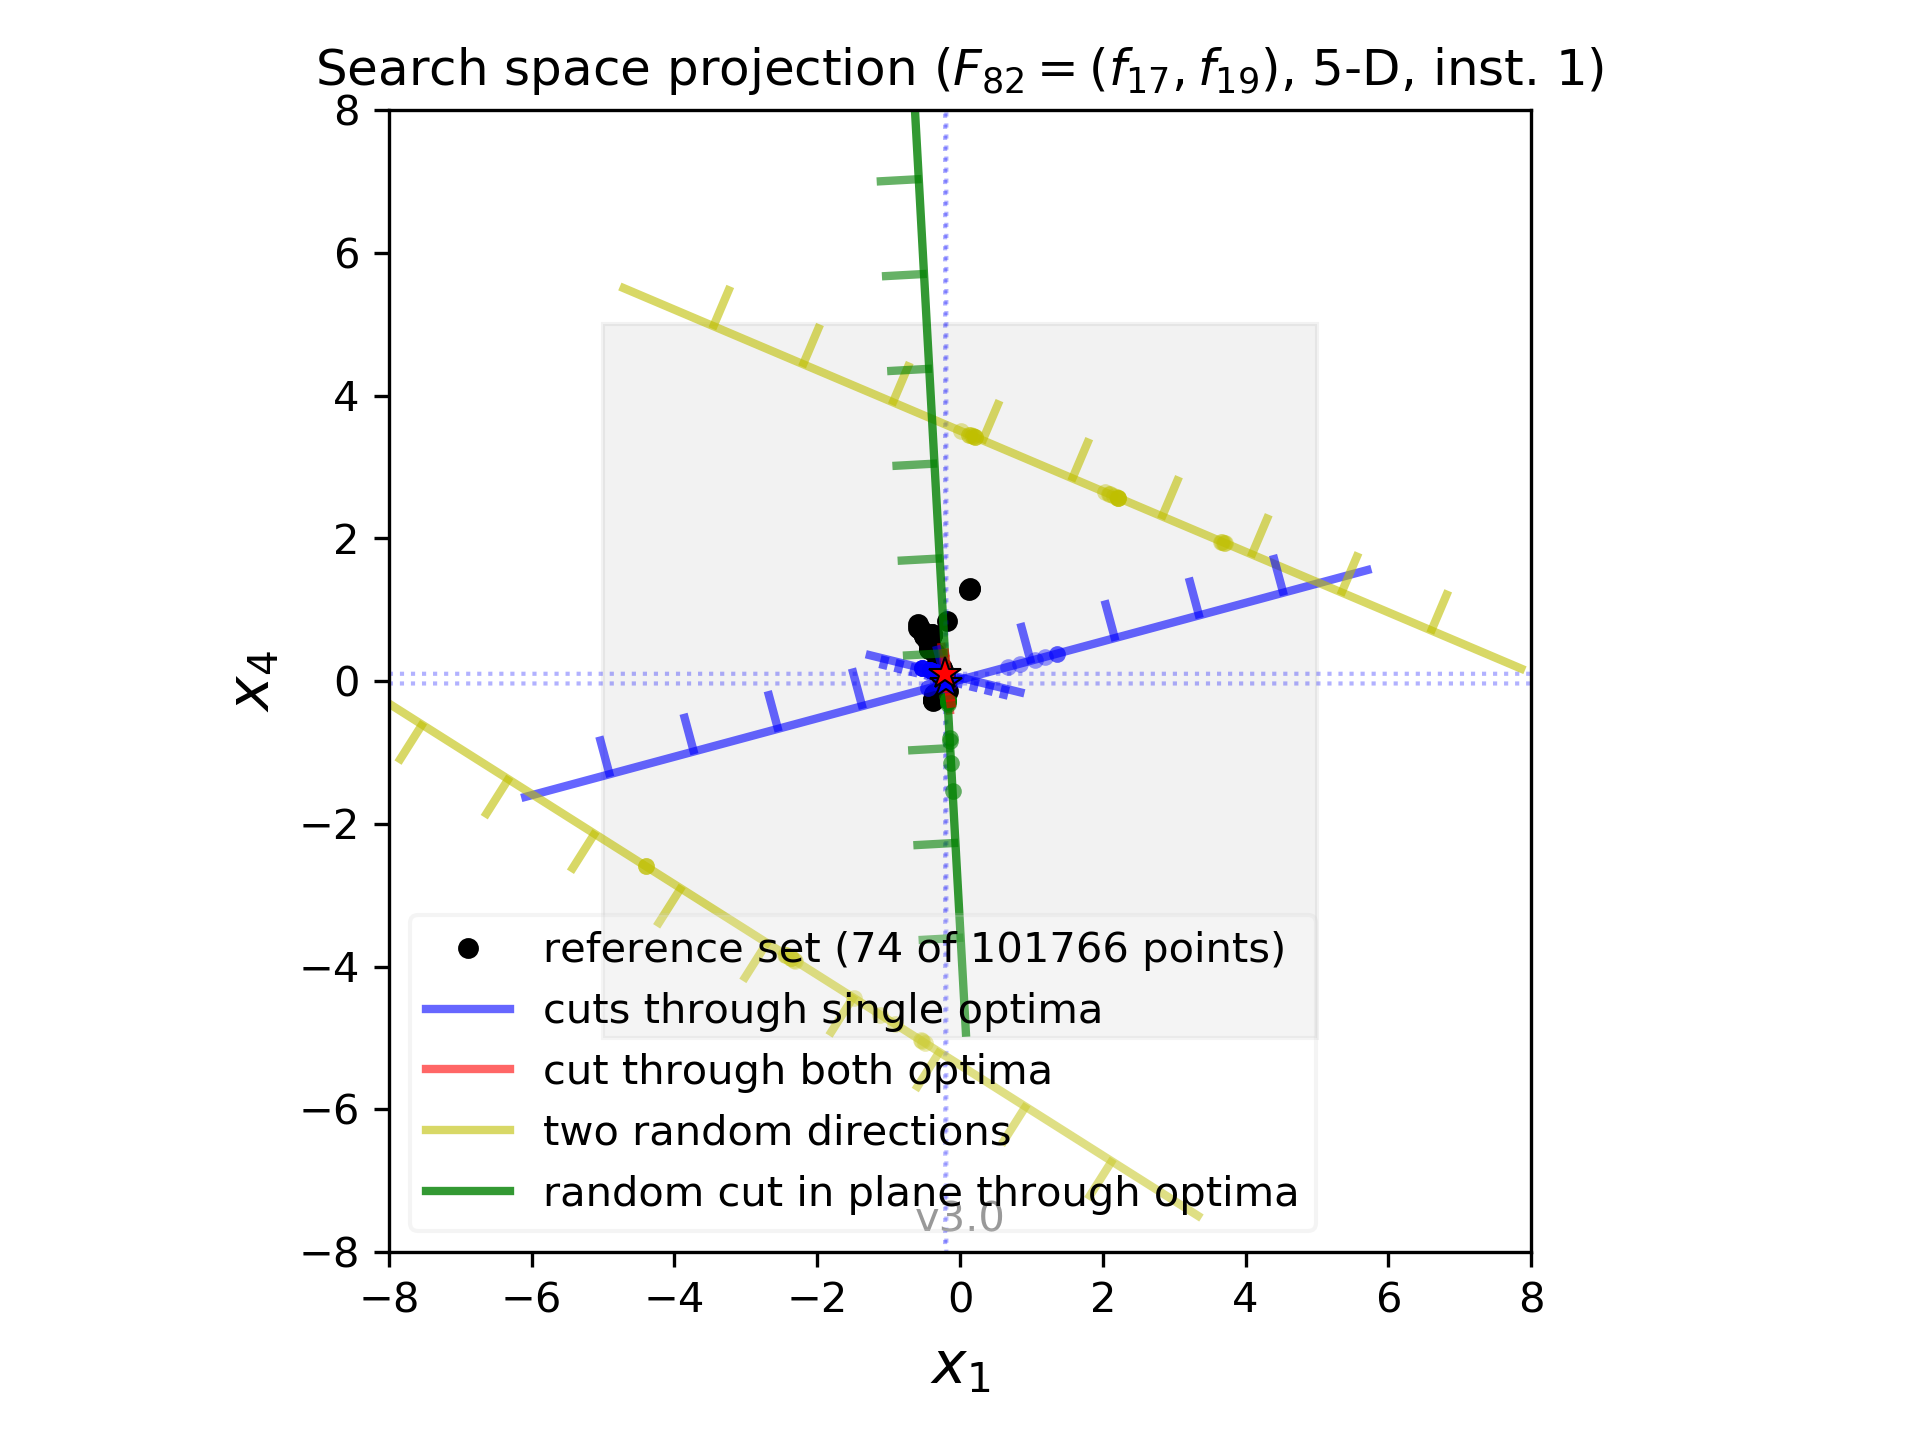 Search space projection (F₈₂ = (f₁₇, f₁₉), 5-D, inst. 1)
8
6
4
2
0
−2
−4
−6
−8
x₄
reference set (74 of 101766 points)
cuts through single optima
cut through both optima
two random directions
random cut in plane through optima
v3.0
−8 −6 −4 −2 0 2 4 6 8
x₁